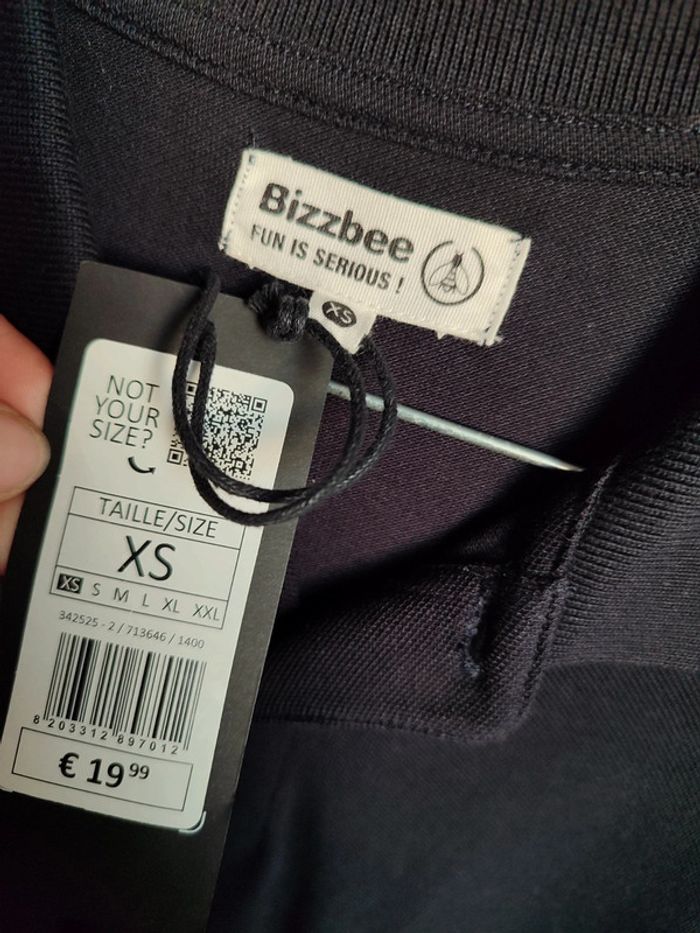 Bizzbee
FUN IS SERIOUS !
XS
NOT
YOUR
SIZE?
TAILLE/SIZE
XS
XS S M L XL XXL
342525 - 2 / 713646 / 1400
8 203312 897012
€ 19 99